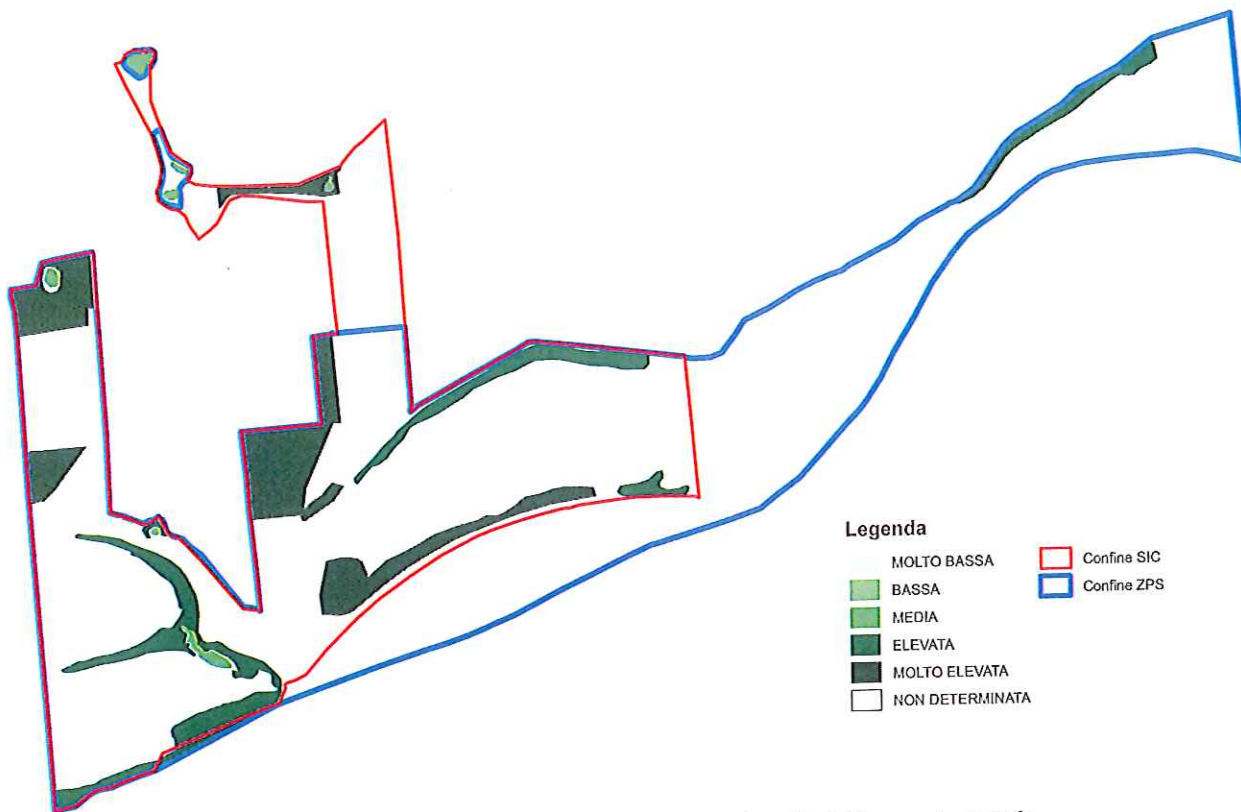 Legenda
MOLTO BASSA
BASSA
MEDIA
ELEVATA
MOLTO ELEVATA
NON DETERMINATA
Confine SIC
Confine ZPS